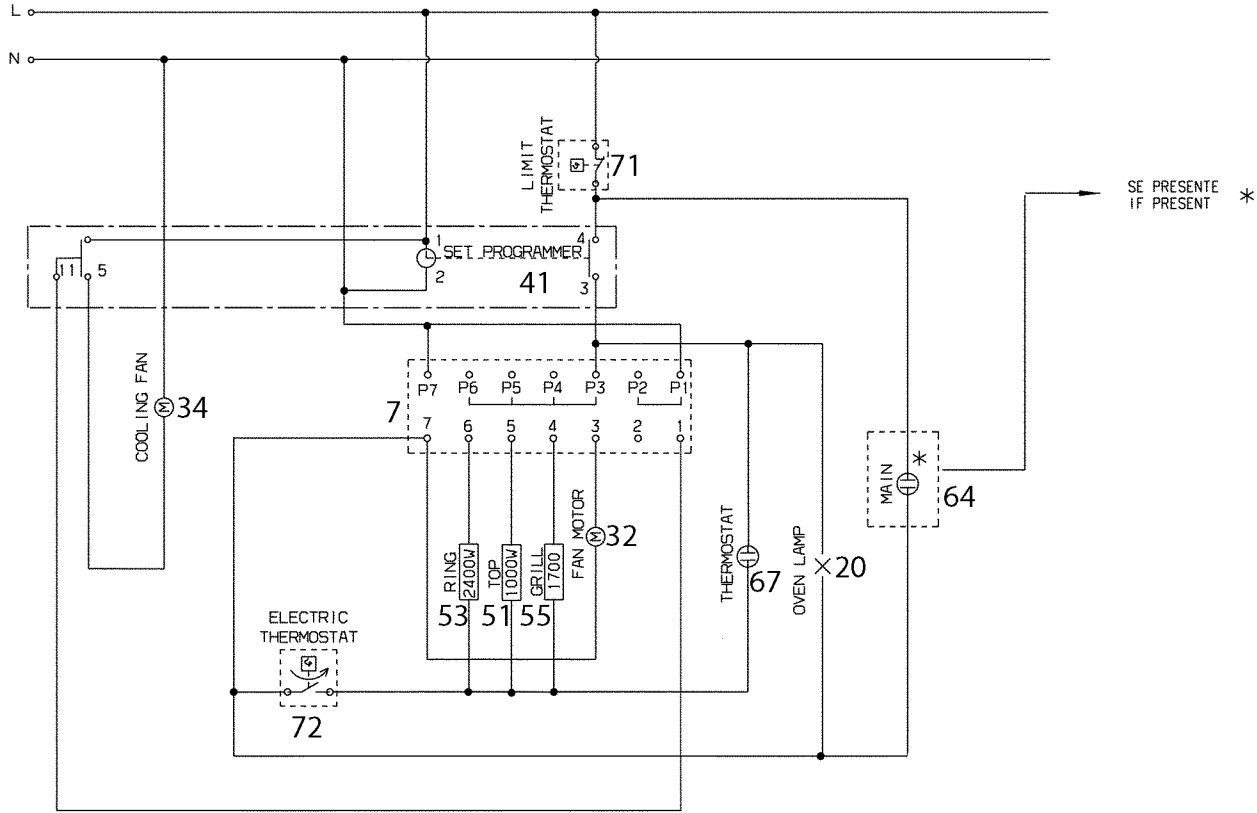 L
N
LIMIT
THERMOSTAT
71
SE PRESENTE
IF PRESENT *
11
5
1
SET PROGRAMMER
2
41
4
3
COOLING FAN
M
34
7
P7 P6 P5 P4 P3 P2 P1
7 6 5 4 3 2 1
RING
2400W
53
TOP
1000W
51
GRILL
1700
55
FAN MOTOR
M
32
THERMOSTAT
67
OVEN LAMP
20
MAIN
*
64
ELECTRIC
THERMOSTAT
72